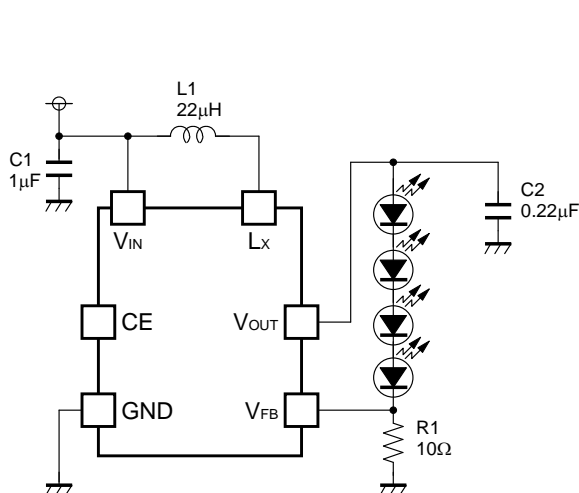 L1
22μH
C1
1μF
C2
0.22μF
VIN
LX
CE
VOUT
GND
VFB
R1
10Ω